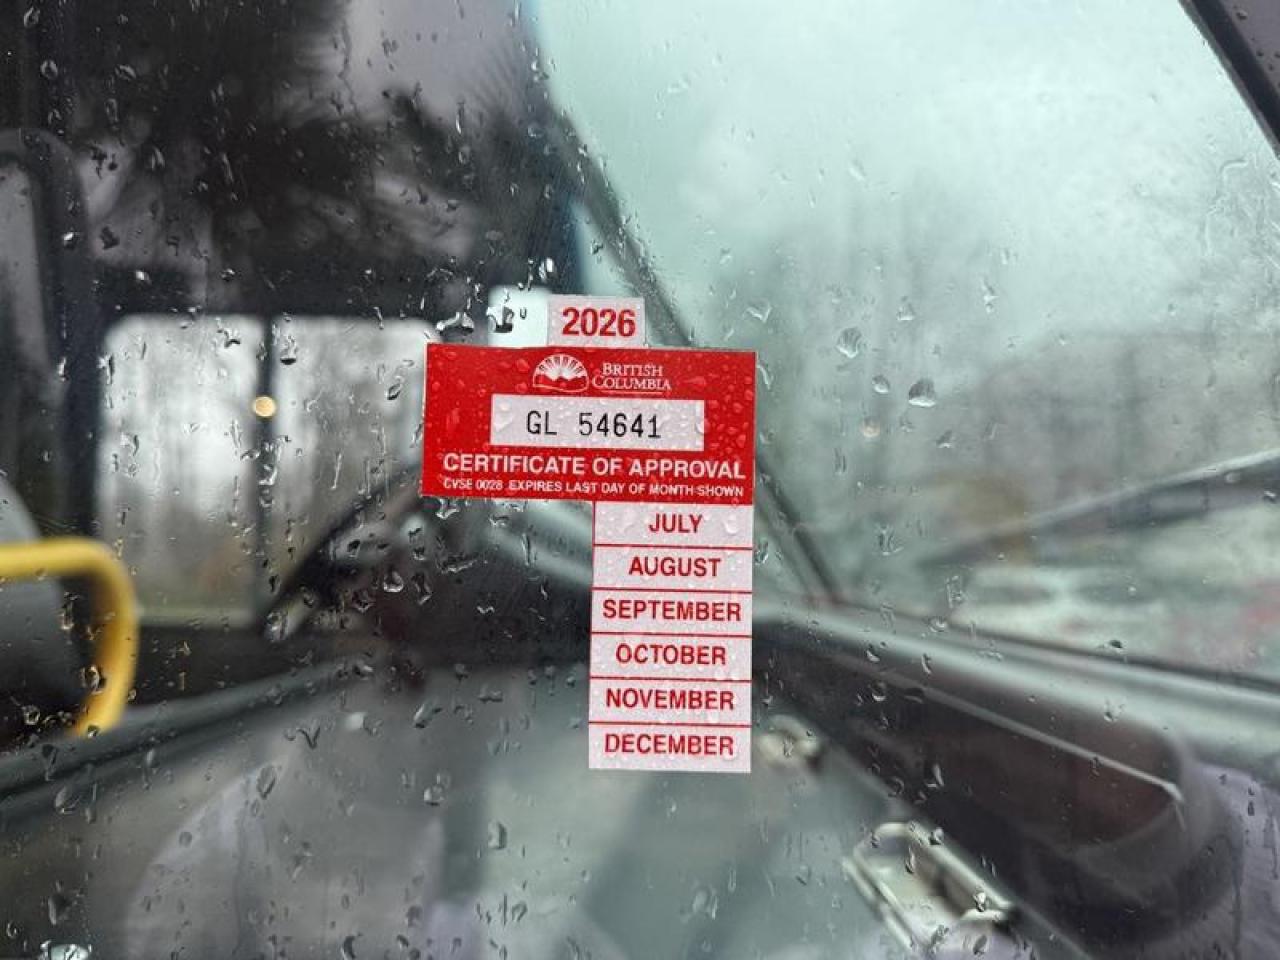 2026
BRITISH
COLUMBIA
GL 54641
CERTIFICATE OF APPROVAL
CVSE 0028 EXPIRES LAST DAY OF MONTH SHOWN
JULY
AUGUST
SEPTEMBER
OCTOBER
NOVEMBER
DECEMBER